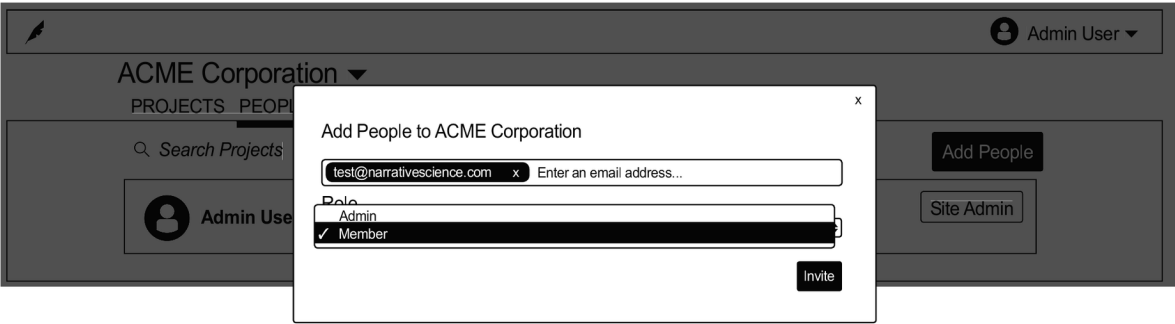 Admin User
ACME Corporation
PROJECTS PEOPL
x
Add People to ACME Corporation
Search Projects
Add People
test@narrativescience.com x Enter an email address...
Role
Admin
Admin Use
Site Admin
✓ Member
Invite